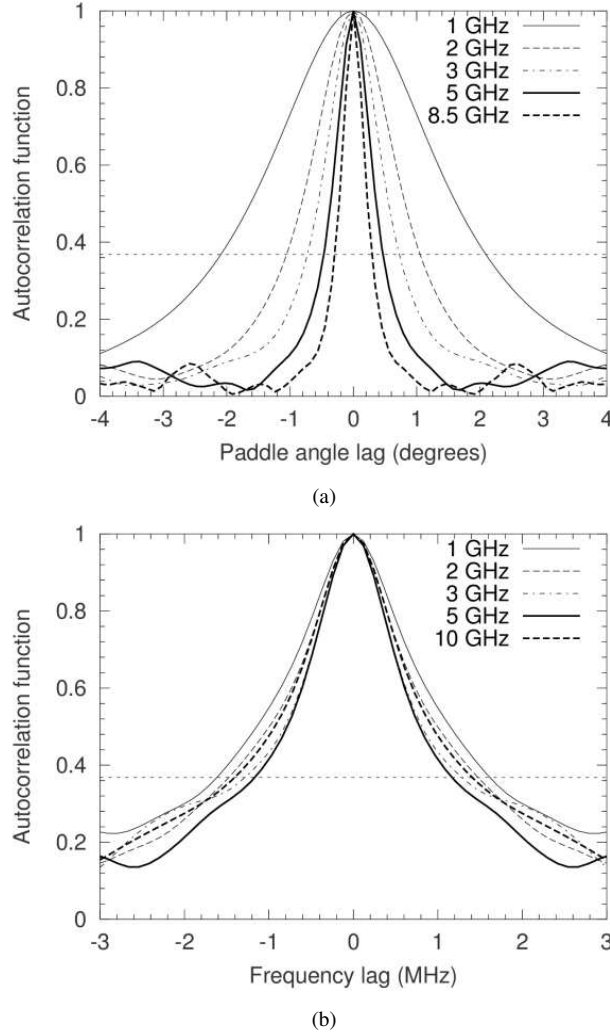 1 GHz
2 GHz
3 GHz
5 GHz
8.5 GHz
Autocorrelation function
1
0.8
0.6
0.4
0.2
0
-4 -3 -2 -1 0 1 2 3 4
Paddle angle lag (degrees)
(a)
1 GHz
2 GHz
3 GHz
5 GHz
10 GHz
Autocorrelation function
1
0.8
0.6
0.4
0.2
0
-3 -2 -1 0 1 2 3
Frequency lag (MHz)
(b)